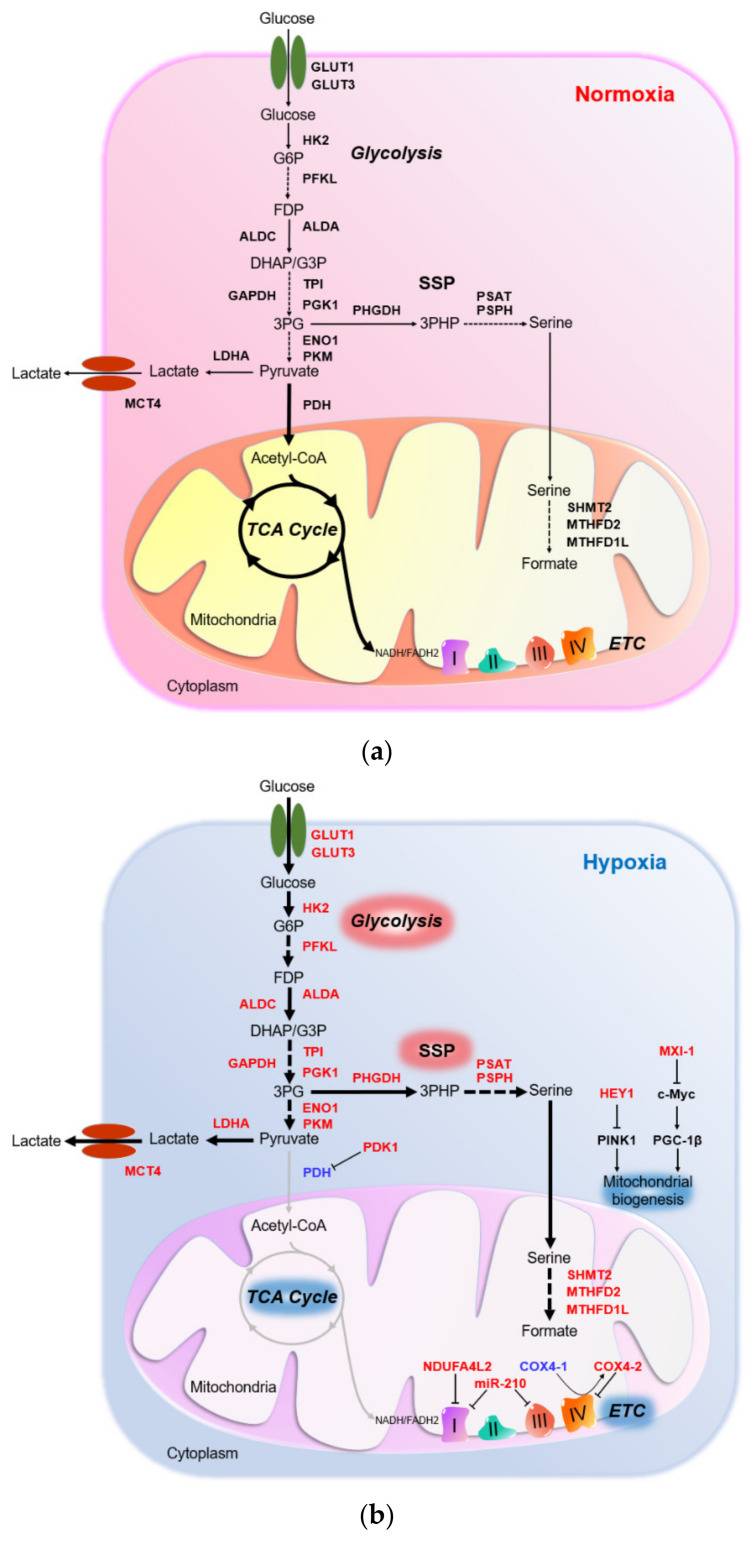 Glucose
GLUT1
GLUT3
Normoxia
Glucose
HK2
Glycolysis
G6P
PFKL
FDP
ALDC
ALDA
DHAP/G3P
TPI
SSP
GAPDH
PGK1
PHGDH
PSAT
PSPH
3PG
3PHP
Serine
ENO1
PKM
LDHA
Lactate
Lactate
Pyruvate
MCT4
PDH
Acetyl-CoA
Serine
SHMT2
MTHFD2
MTHFD1L
TCA Cycle
Formate
Mitochondria
NADH/FADH2
I
II
III
IV
ETC
Cytoplasm
(a)
Glucose
GLUT1
GLUT3
Hypoxia
Glucose
HK2
Glycolysis
G6P
PFKL
FDP
ALDC
ALDA
DHAP/G3P
TPI
SSP
MXI-1
GAPDH
PGK1
PHGDH
PSAT
PSPH
3PG
3PHP
Serine
HEY1
c-Myc
ENO1
PKM
LDHA
Lactate
Lactate
Pyruvate
PINK1
PGC-1β
MCT4
PDK1
PDH
Mitochondrial
biogenesis
Acetyl-CoA
Serine
SHMT2
MTHFD2
MTHFD1L
TCA Cycle
Formate
NDUFA4L2
COX4-1
COX4-2
miR-210
Mitochondria
NADH/FADH2
I
II
III
IV
ETC
Cytoplasm
(b)